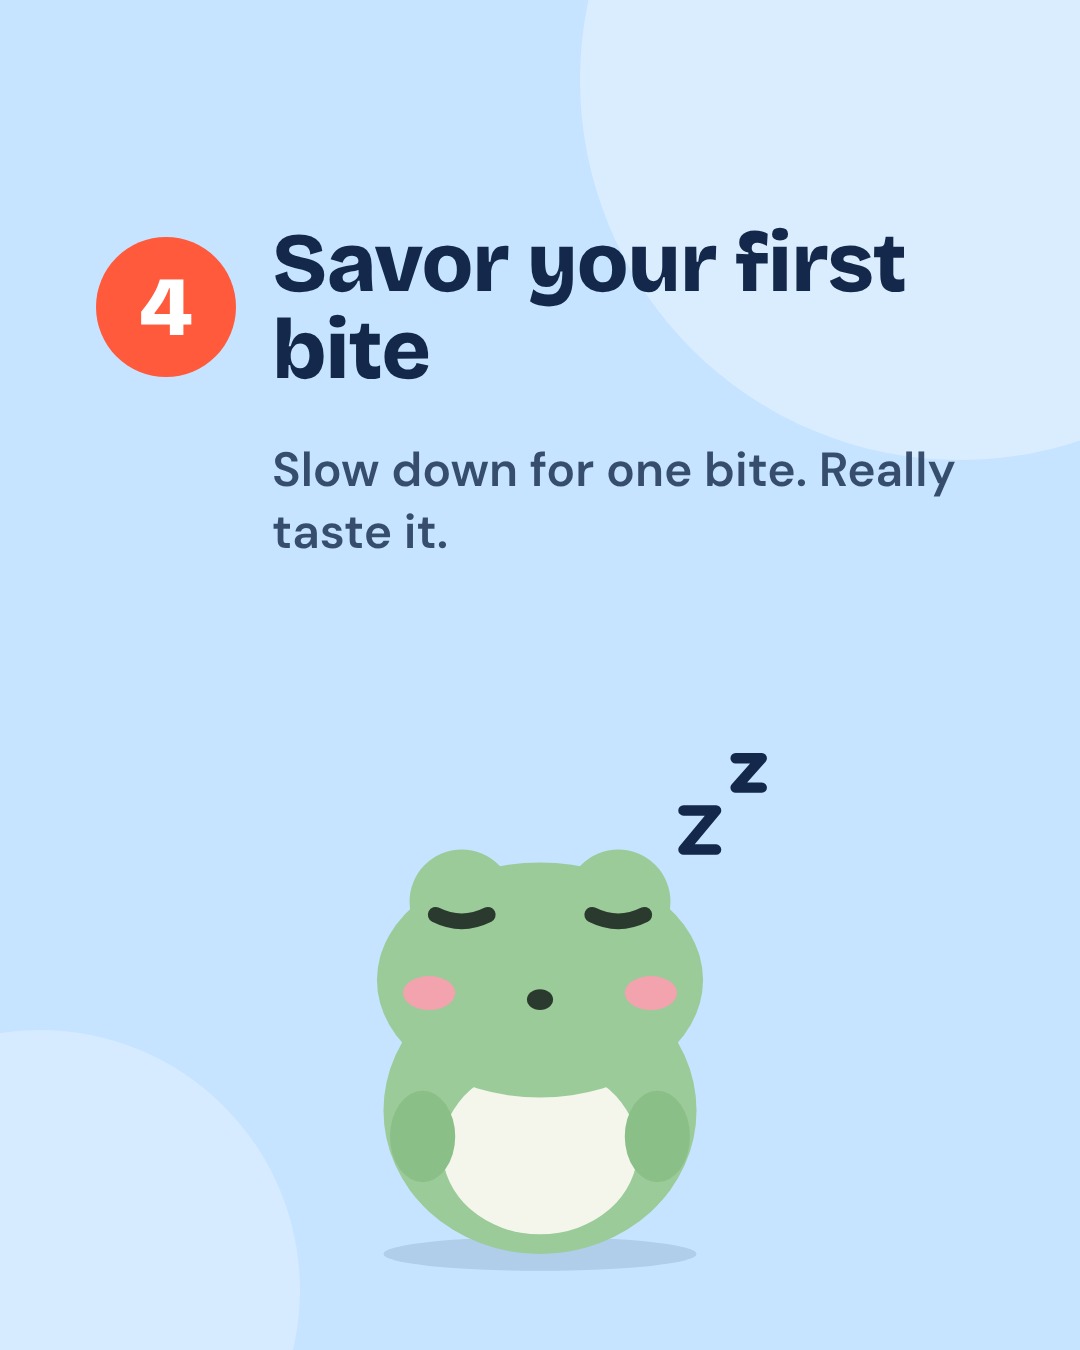 4
Savor your first
bite
Slow down for one bite. Really
taste it.
z
Z